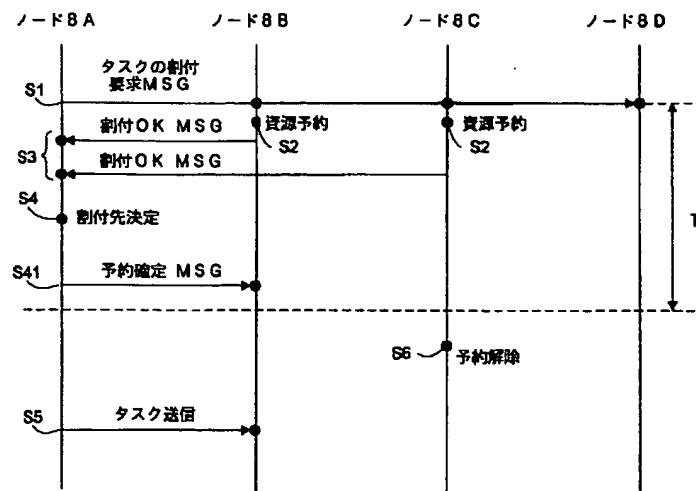 ノード8A
ノード8B
ノード8C
ノード8D
タスクの割付
要求MSG
S1
資源予約
S2
資源予約
S2
割付OK MSG
S3
割付OK MSG
S4
割付先決定
T
S41
予約確定 MSG
S6
予約解除
S5
タスク送信